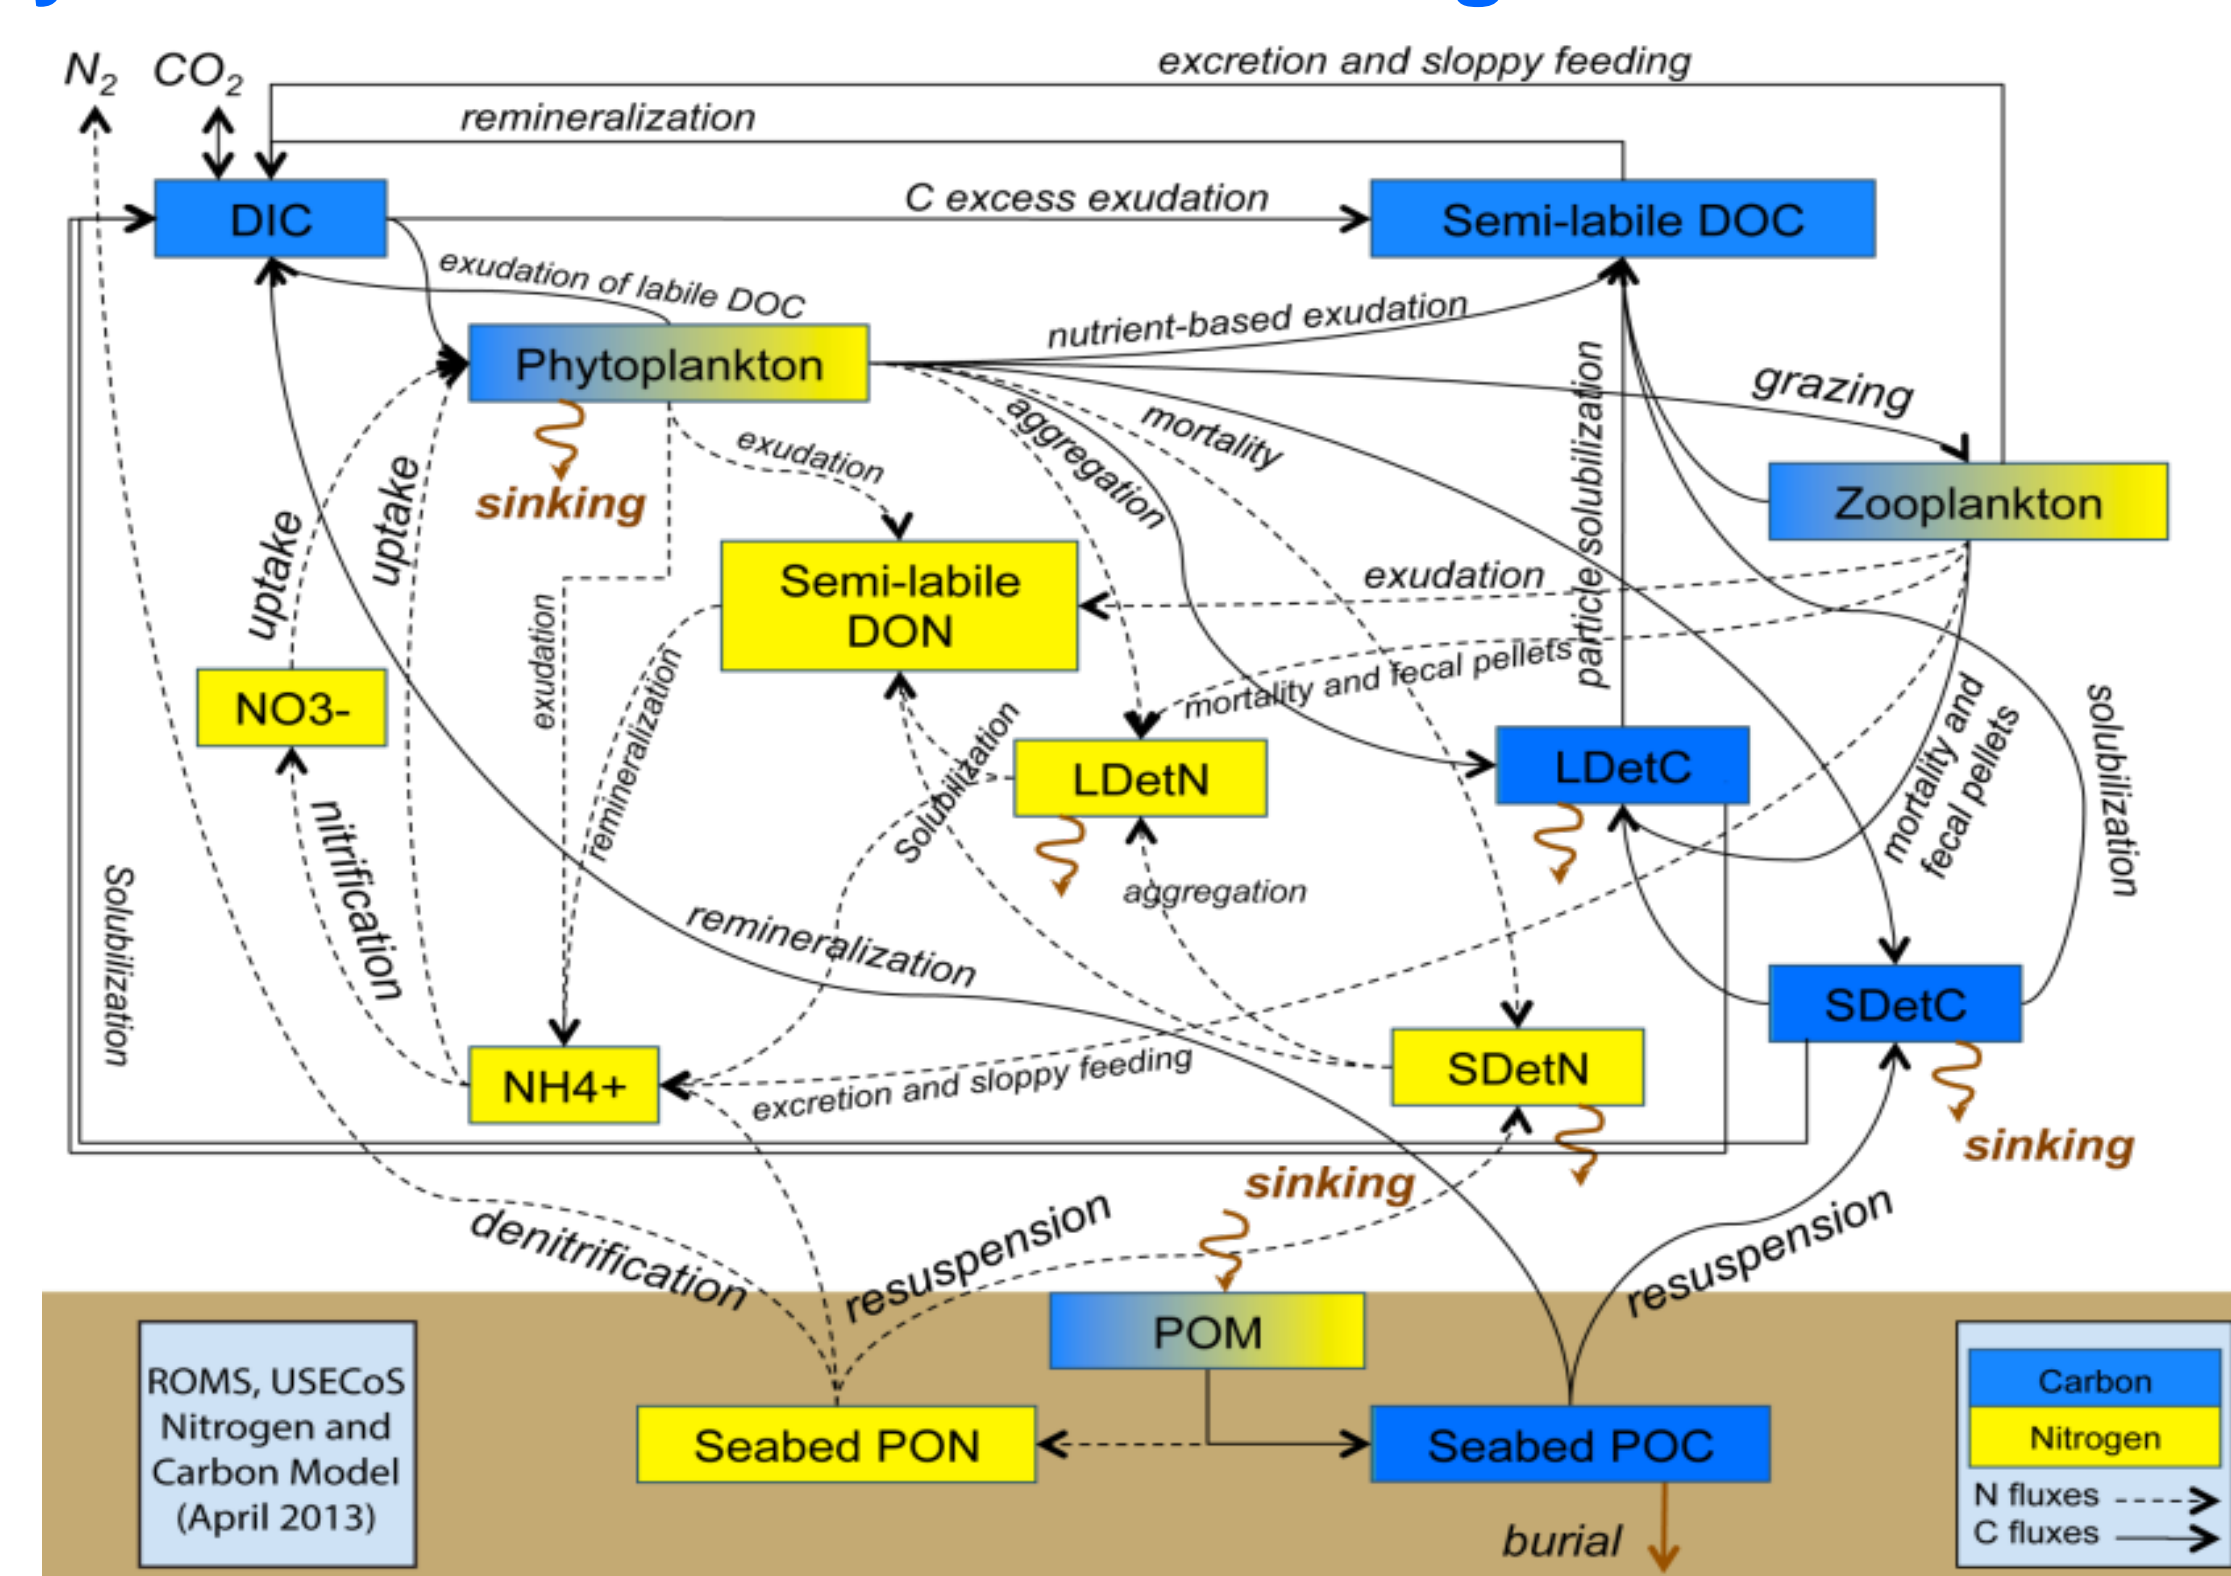 N2 CO2
excretion and sloppy feeding
remineralization
DIC
C excess exudation
Semi-labile DOC
exudation of labile DOC
nutrient-based exudation
Phytoplankton
grazing
aggregation
mortality
particle solubilization
exudation
sinking
uptake
uptake
Zooplankton
Semi-labile
DON
exudation
exudation
remineralization
mortality and fecal pellets
NO3-
Solubilization
LDetN
LDetC
mortality and
fecal pellets
solubilization
nitrification
Solubilization
aggregation
remineralization
SDetC
NH4+
excretion and sloppy feeding
SDetN
sinking
sinking
denitrification
resuspension
resuspension
POM
ROMS, USECoS
Nitrogen and
Carbon Model
(April 2013)
Seabed PON
Seabed POC
burial
Carbon
Nitrogen
N fluxes
C fluxes